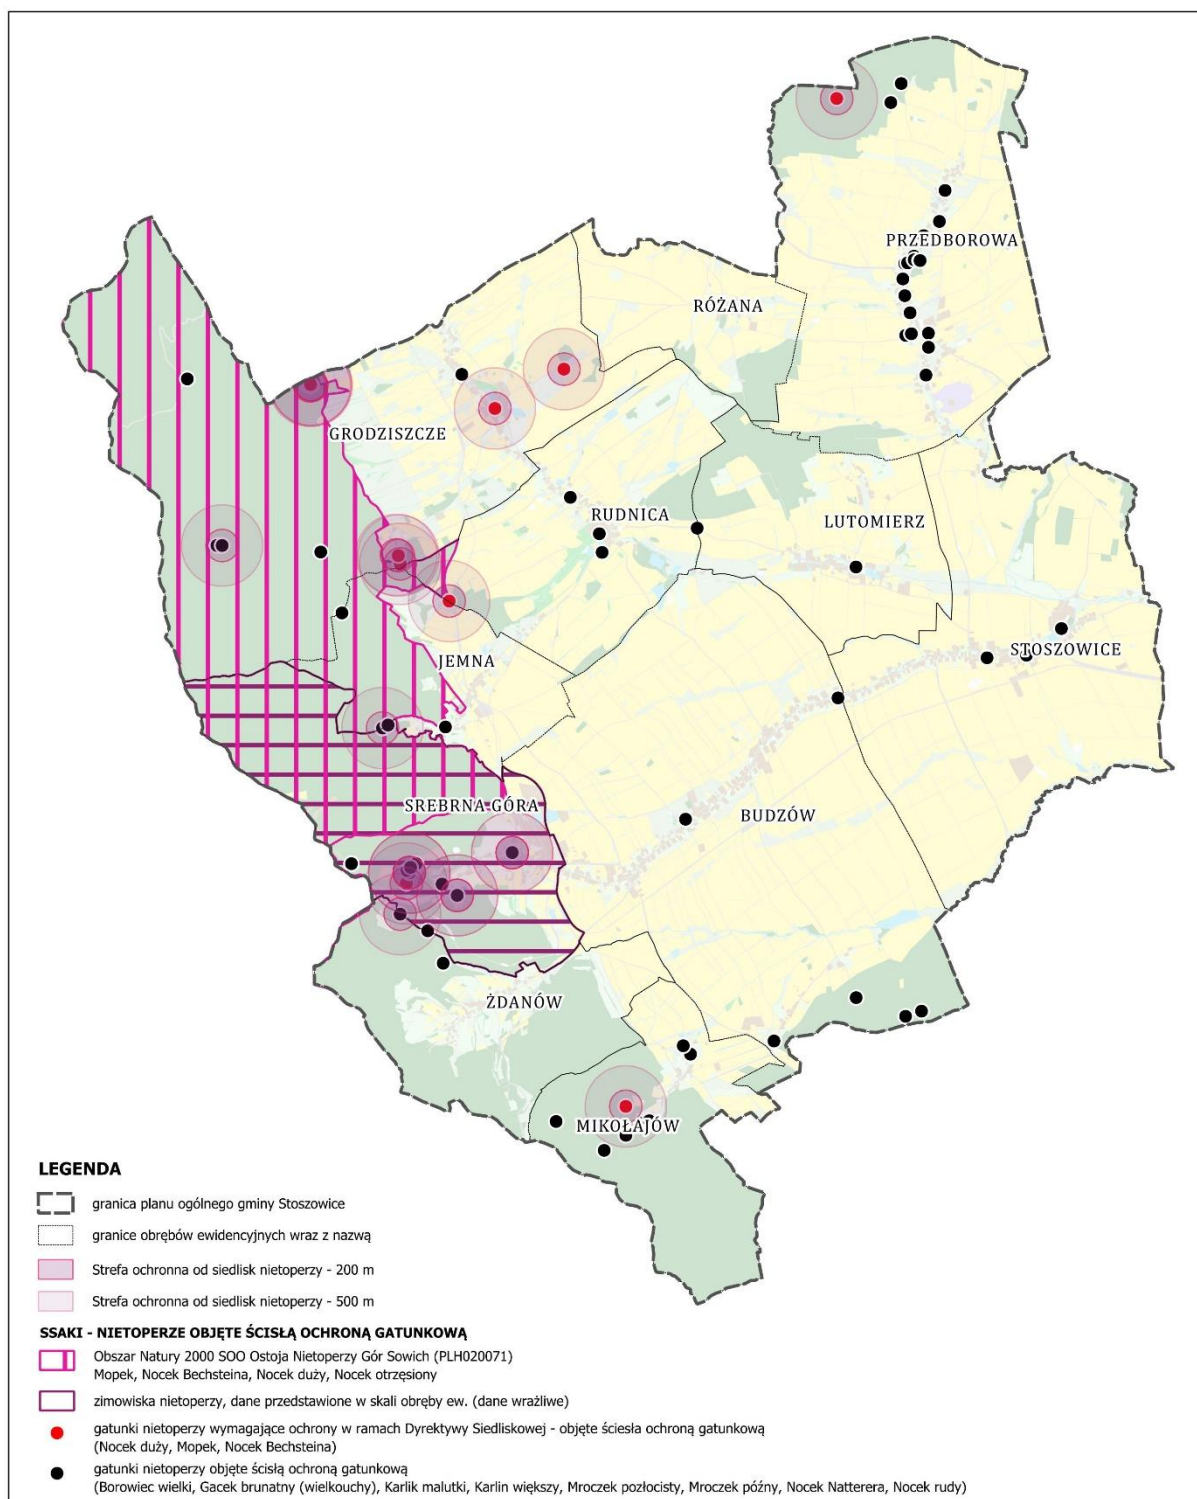 PRZEDBOROWA
RÓŻANA
GRODZISZCZE
RUDNICA
LUTOMIERZ
STOSZOWICE
JEMNA
SREBRNA GÓRA
BUDZÓW
ŻDANÓW
MIKOŁAJÓW
LEGENDA
granica planu ogólnego gminy Stoszowice
granice obrębów ewidencyjnych wraz z nazwą
Strefa ochronna od siedlisk nietoperzy - 200 m
Strefa ochronna od siedlisk nietoperzy - 500 m
SSAKI - NIETOPERZE OBJĘTE ŚCISŁĄ OCHRONĄ GATUNKOWĄ
Obszar Natury 2000 SOO Ostoja Nietoperzy Gór Sowich (PLH020071)
Mopek, Nocek Bechsteina, Nocek duży, Nocek otrzęsiony
zimowiska nietoperzy, dane przedstawione w skali obręby ew. (dane wrażliwe)
gatunki nietoperzy wymagające ochrony w ramach Dyrektywy Siedliskowej - objęte ściesła ochroną gatunkową
(Nocek duży, Mopek, Nocek Bechsteina)
gatunki nietoperzy objęte ścisłą ochroną gatunkową
(Borowiec wielki, Gacek brunatny (wielkouchy), Karlik malutki, Karlin większy, Mroczek pozłocisty, Mroczek późny, Nocek Natterera, Nocek rudy)